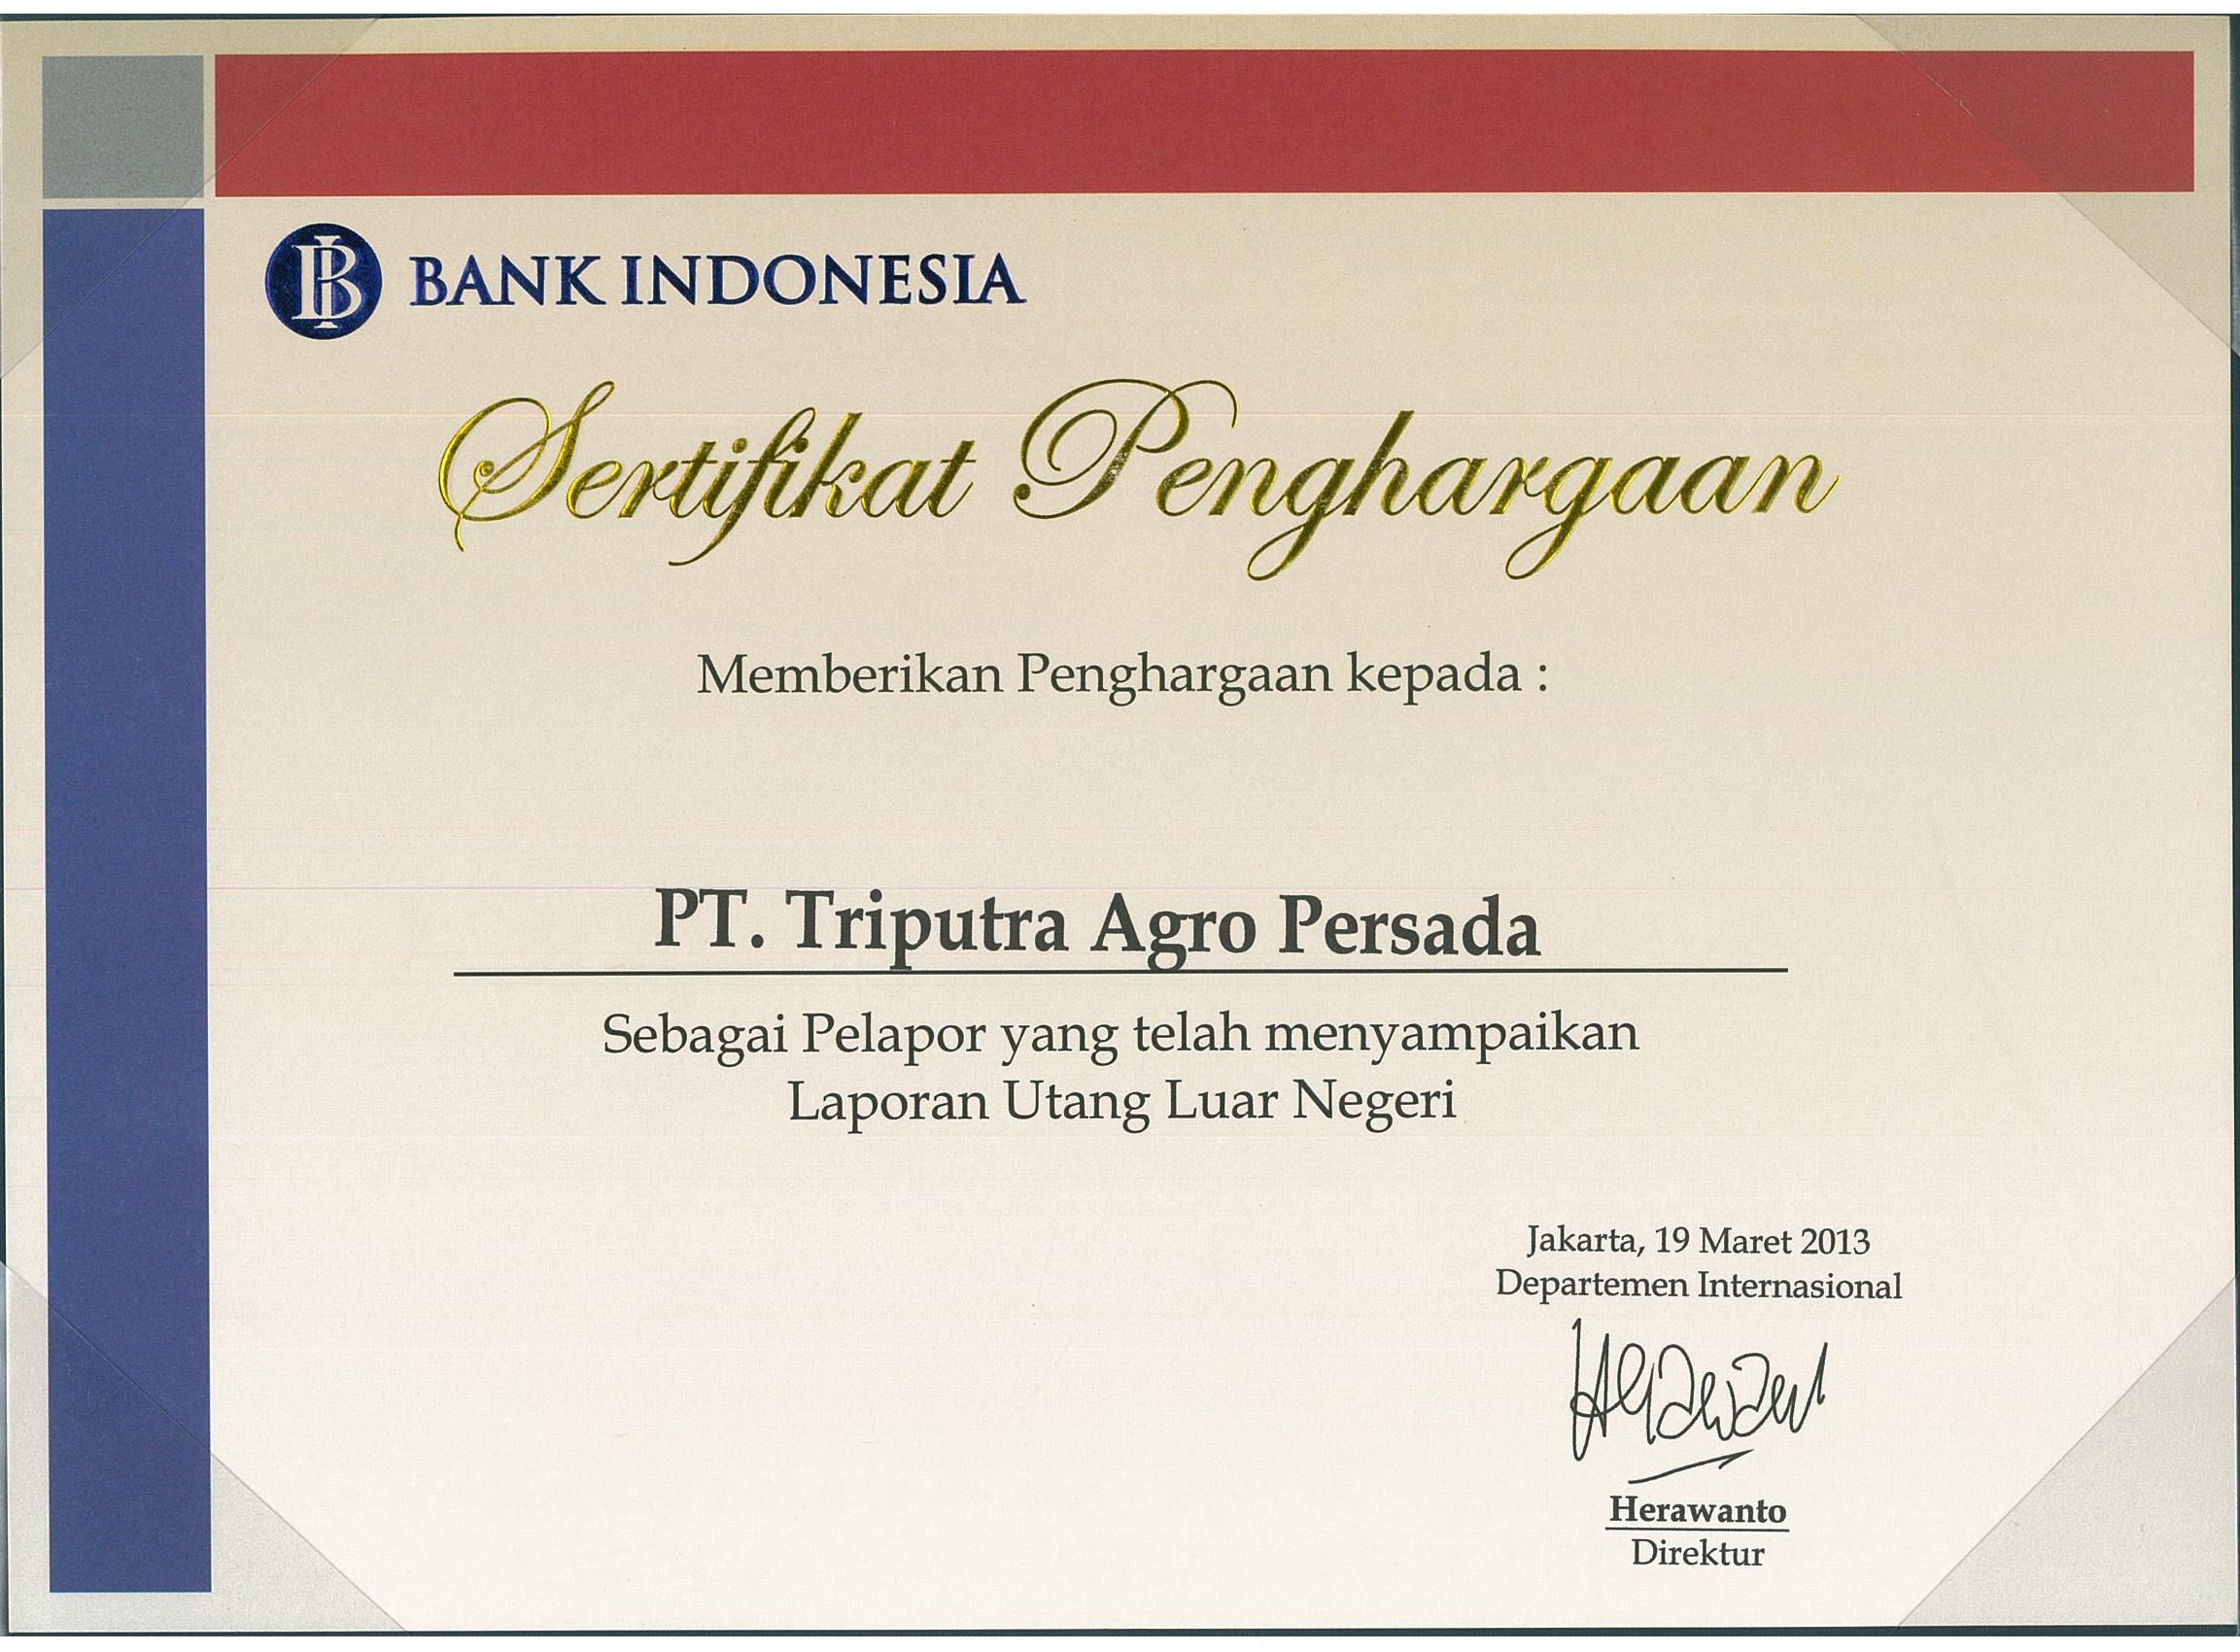 BANK INDONESIA
Sertifikat Penghargaan
Memberikan Penghargaan kepada :
PT. Triputra Agro Persada
Sebagai Pelapor yang telah menyampaikan
Laporan Utang Luar Negeri
Jakarta, 19 Maret 2013
Departemen Internasional
Herawanto
Direktur